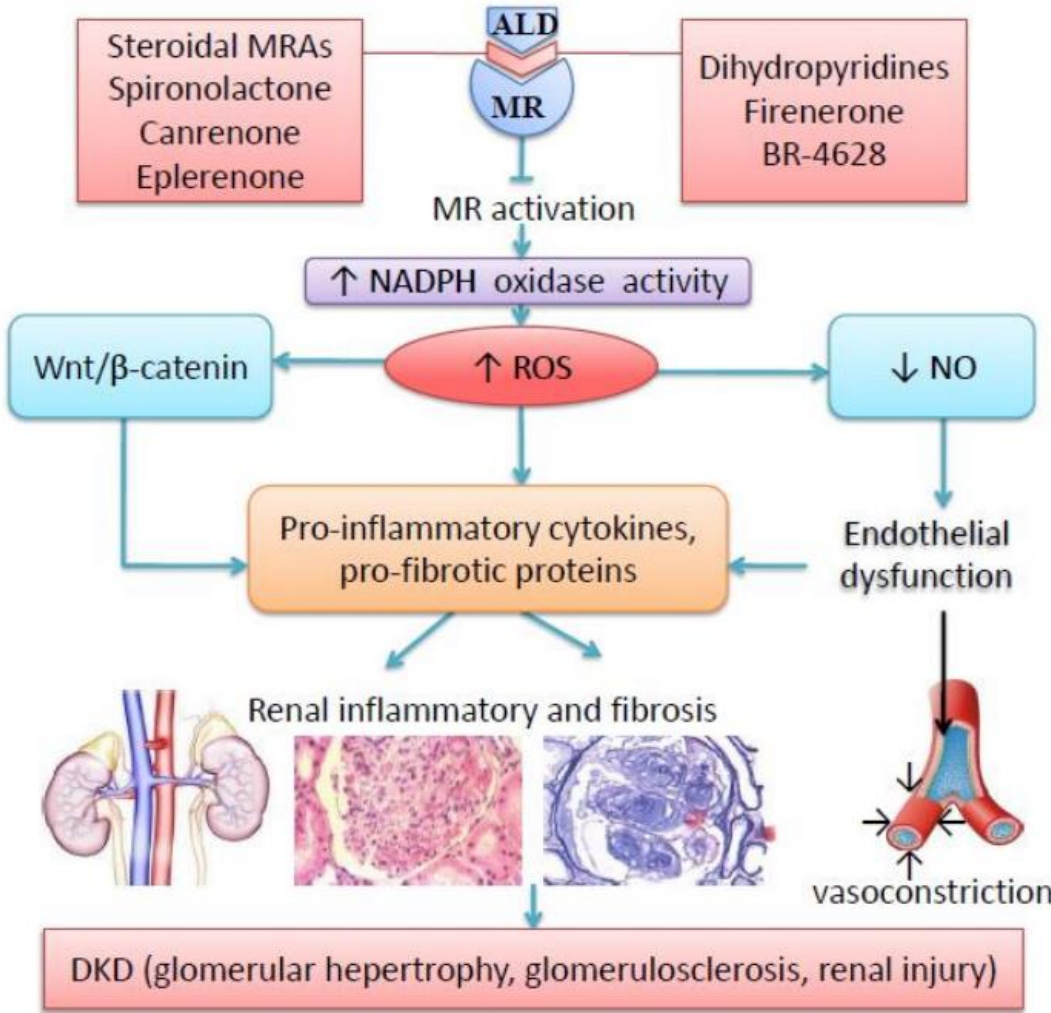 ALD
MR
Steroidal MRAs
Spironolactone
Canrenone
Eplerenone
Dihydropyridines
Firenerone
BR-4628
MR activation
↑ NADPH oxidase activity
Wnt/β-catenin
↑ ROS
↓ NO
Pro-inflammatory cytokines,
pro-fibrotic proteins
Endothelial
dysfunction
Renal inflammatory and fibrosis
vasoconstriction
DKD (glomerular hepertrophy, glomerulosclerosis, renal injury)